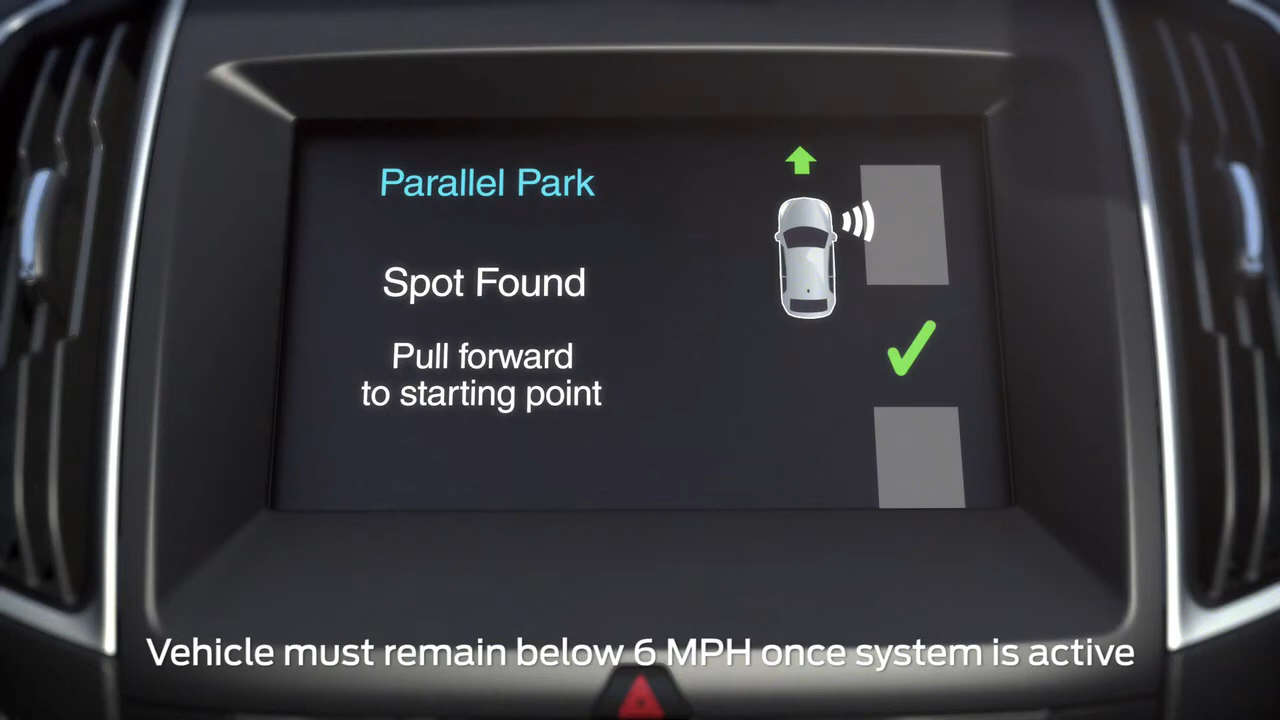 Parallel Park
Spot Found
Pull forward
to starting point
Vehicle must remain below 6 MPH once system is active